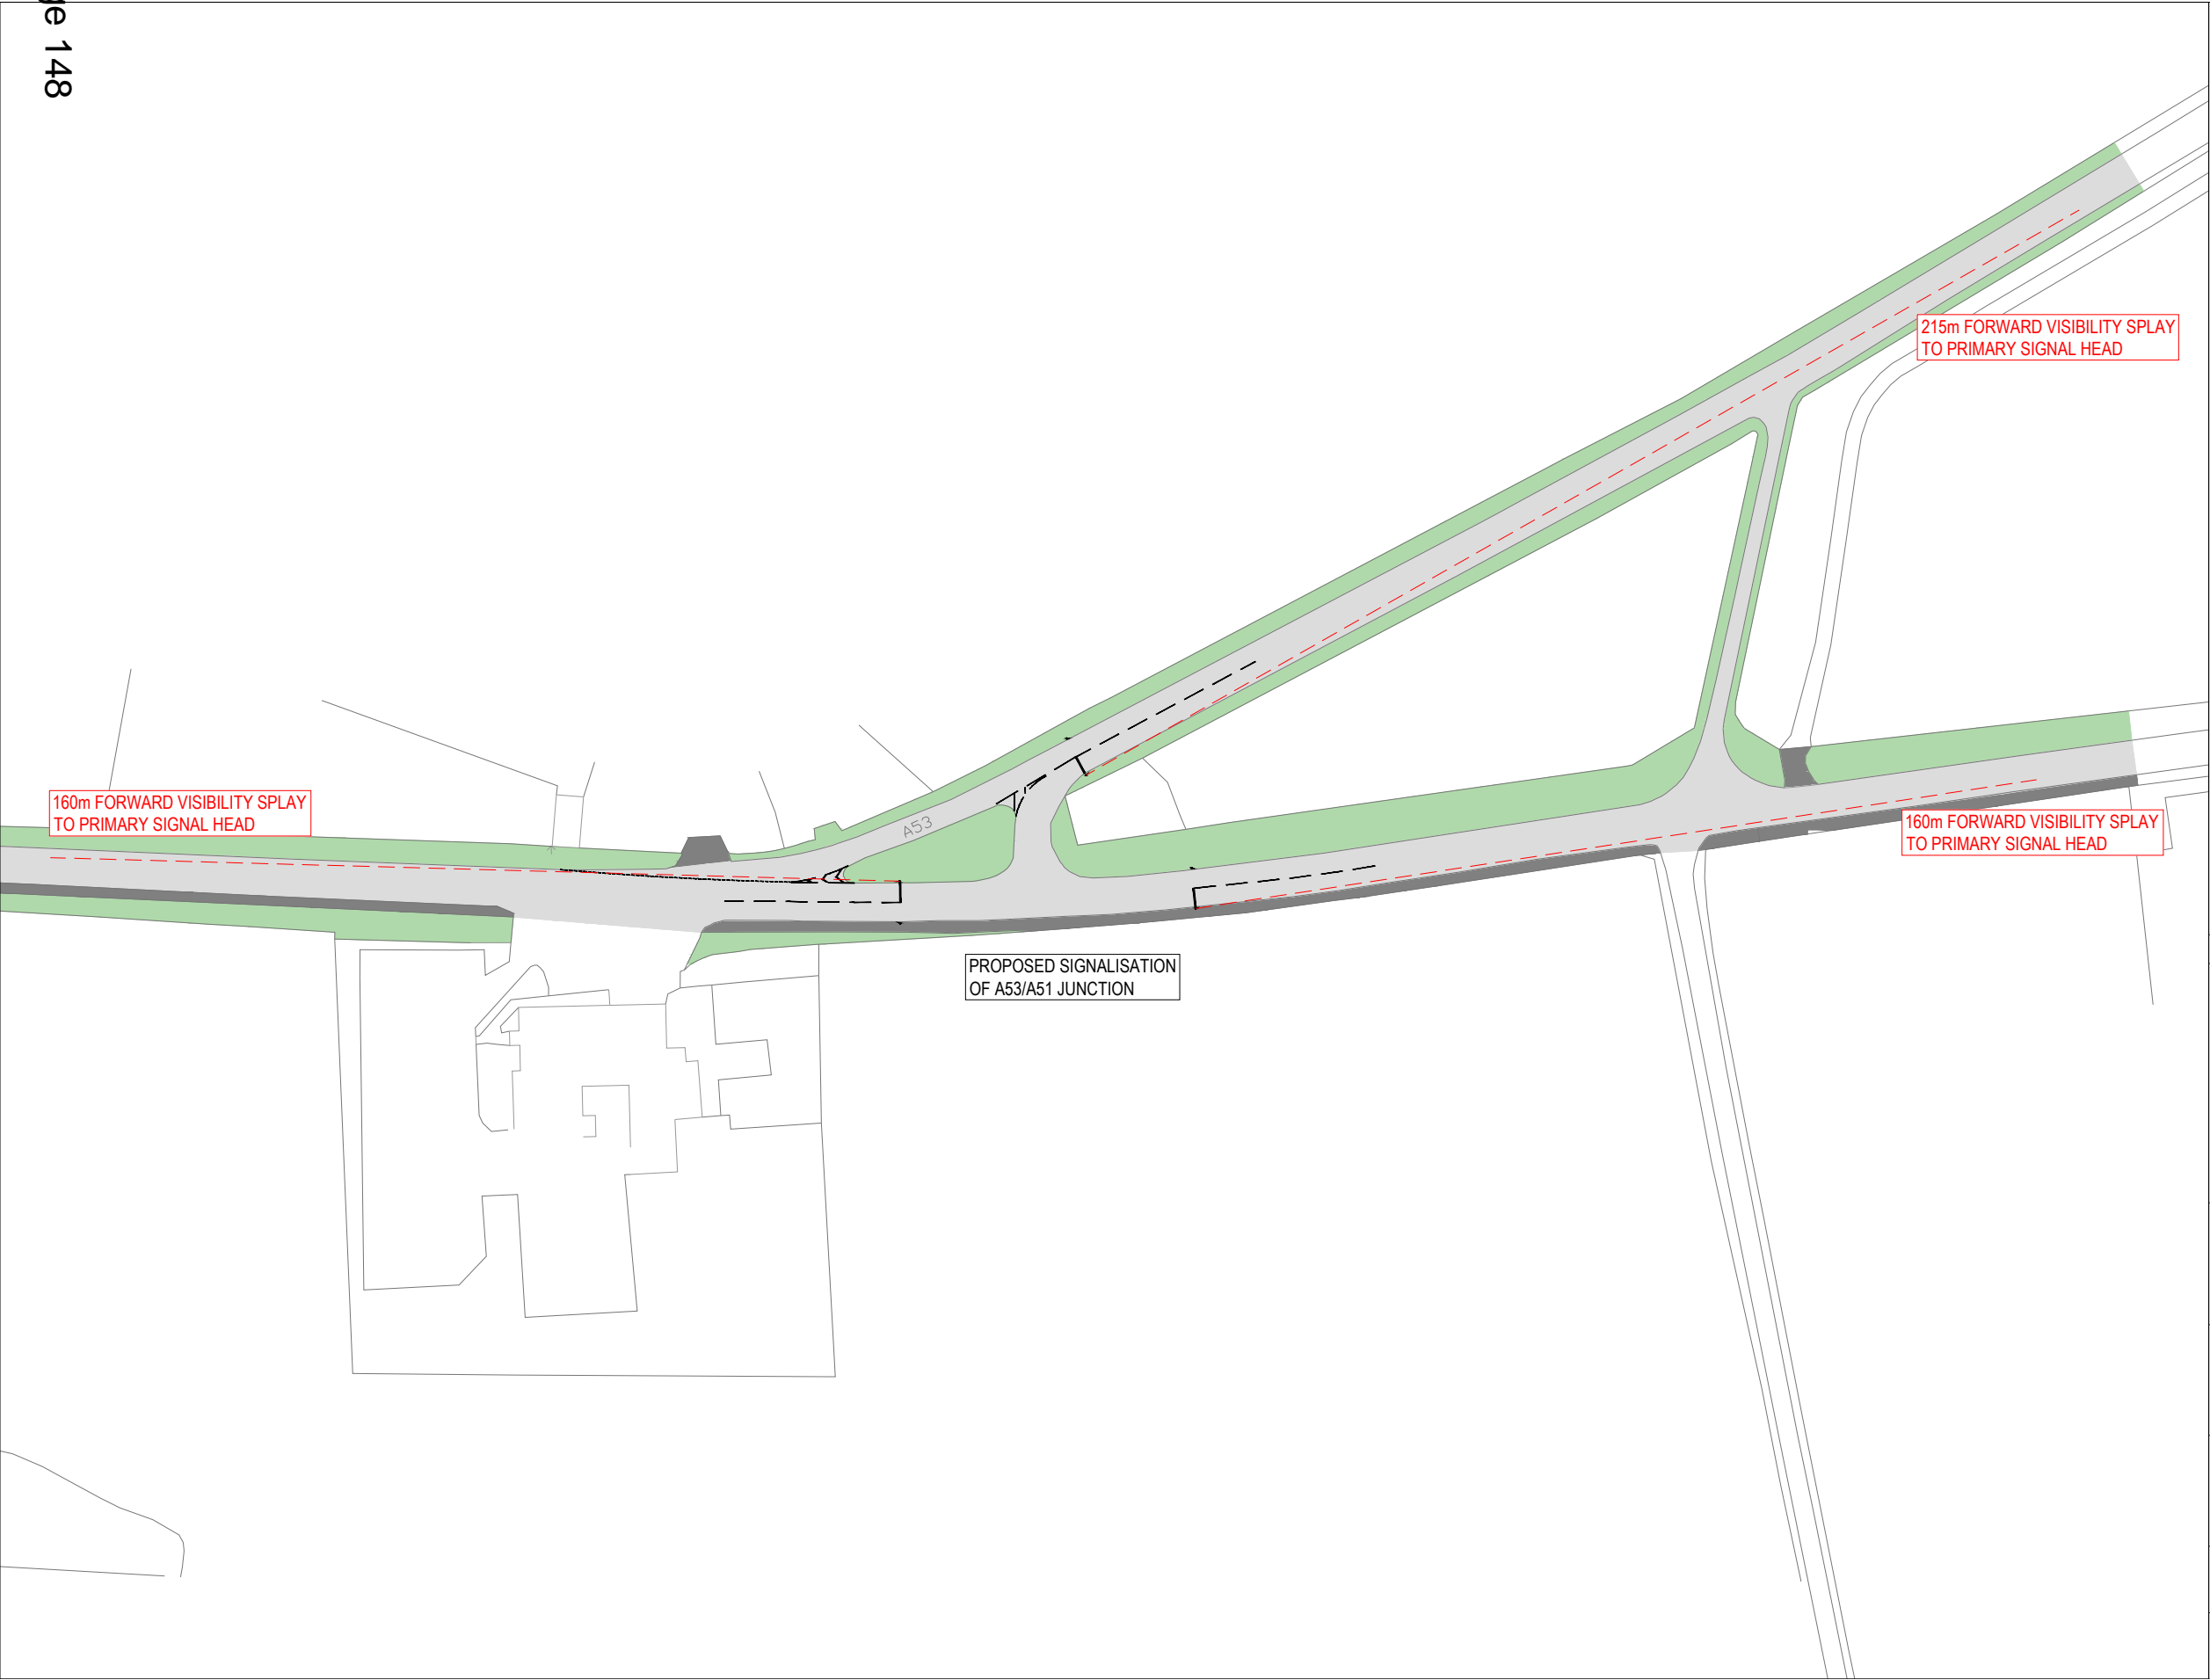 ge 148
215m FORWARD VISIBILITY SPLAY
TO PRIMARY SIGNAL HEAD
160m FORWARD VISIBILITY SPLAY
TO PRIMARY SIGNAL HEAD
A53
160m FORWARD VISIBILITY SPLAY
TO PRIMARY SIGNAL HEAD
PROPOSED SIGNALISATION
OF A53/A51 JUNCTION